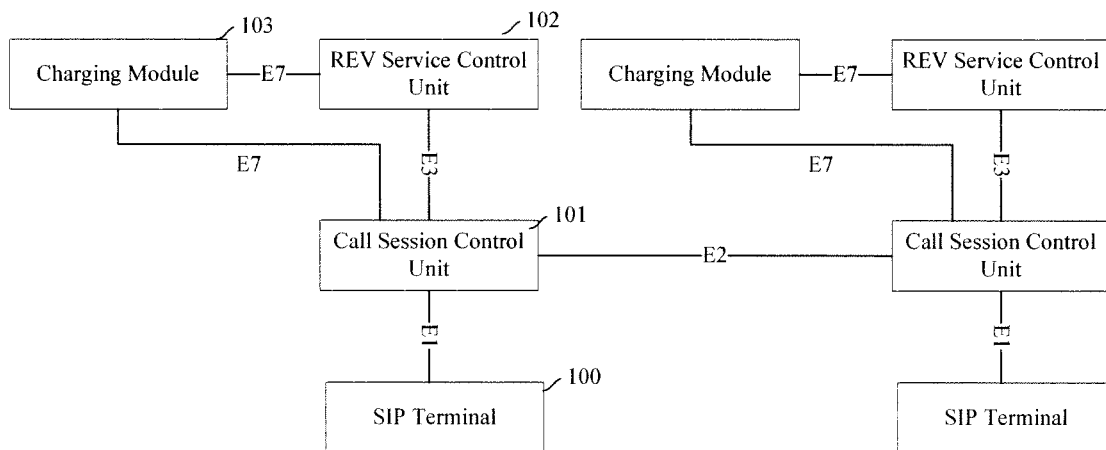 103
102
Charging Module
E7
REV Service Control
Unit
Charging Module
E7
REV Service Control
Unit
E7
E3
E7
E3
101
Call Session Control
Unit
E2
Call Session Control
Unit
E1
E1
100
SIP Terminal
SIP Terminal